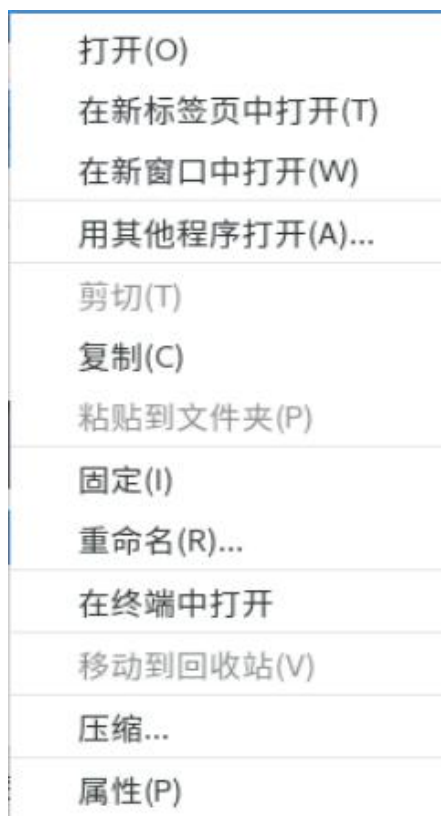 打开(O)
在新标签页中打开(T)
在新窗口中打开(W)
用其他程序打开(A)...
剪切(T)
复制(C)
粘贴到文件夹(P)
固定(I)
重命名(R)...
在终端中打开
移动到回收站(V)
压缩...
属性(P)